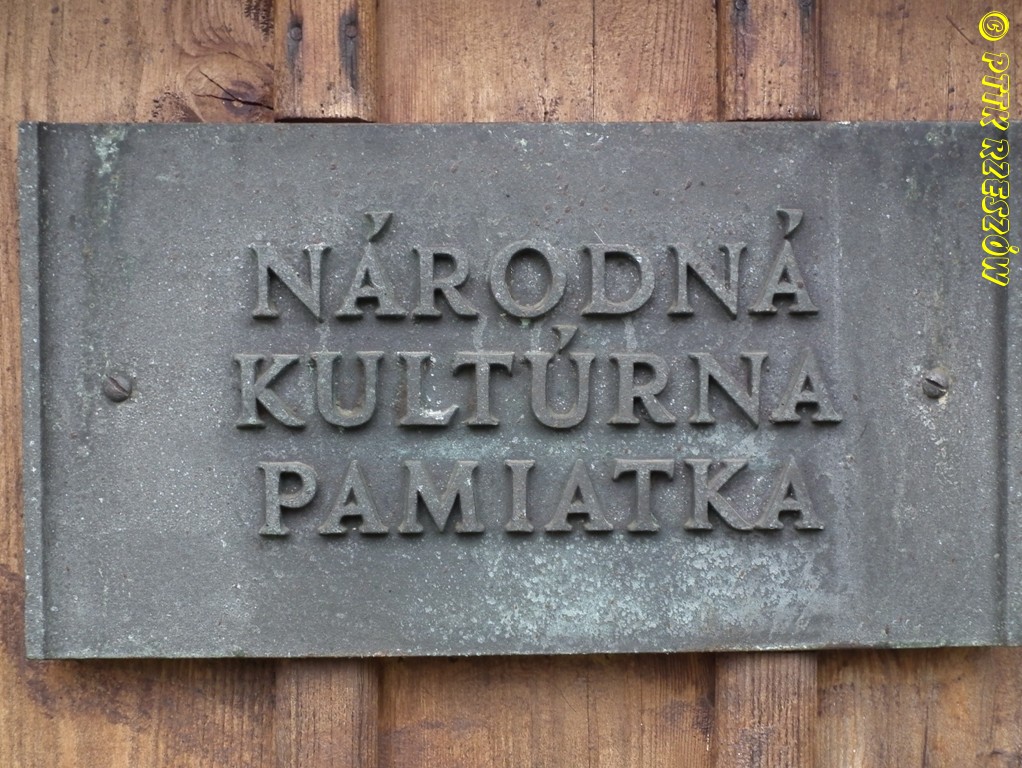 NÁRODNÁ
KULTÚRNA
PAMIATKA
© PTTK RZESZÓW